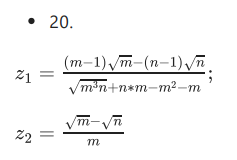 • 20.
z₁ = ((m−1)√m−(n−1)√n)/(√(m³n)+n∗m−m²−m);
z₂ = (√m−√n)/m